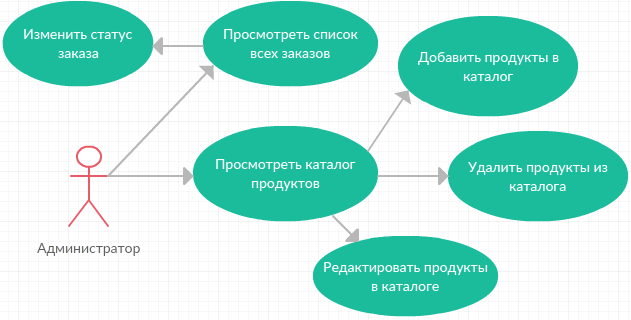 Изменить статус
заказа
Просмотреть список
всех заказов
Добавить продукты в
каталог
Просмотреть каталог
продуктов
Удалить продукты из
каталога
Администратор
Редактировать продукты
в каталоге